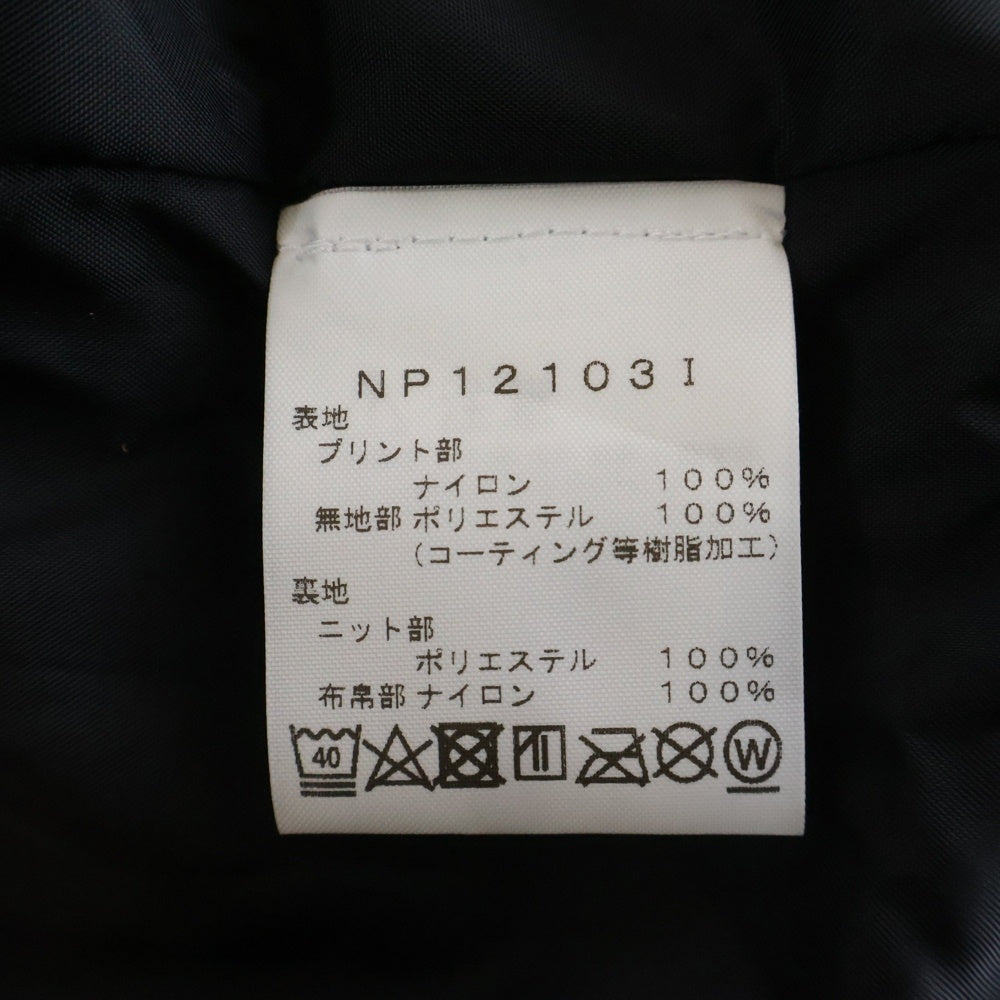 NP12103I
表地
プリント部
ナイロン 100%
無地部 ポリエステル 100%
(コーティング等樹脂加工)
裏地
ニット部
ポリエステル 100%
布帛部 ナイロン 100%
40 W